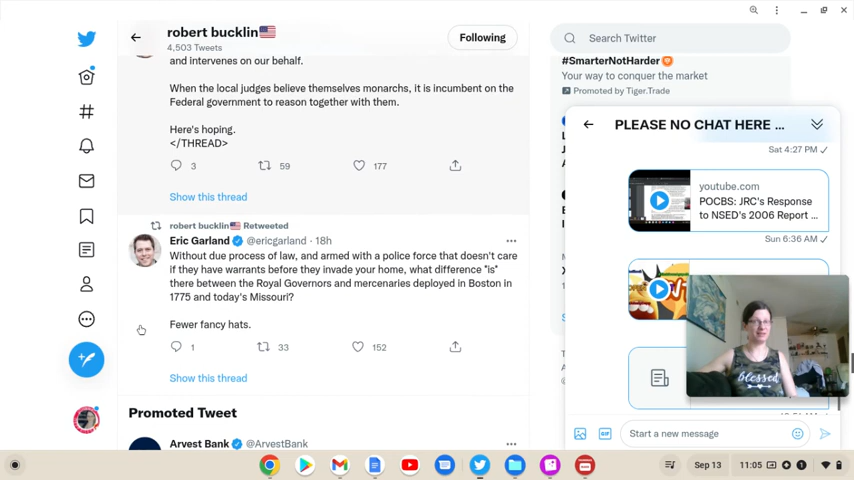 robert bucklin
4,503 Tweets
Following
Search Twitter
and intervenes on our behalf.
When the local judges believe themselves monarchs, it is incumbent on the
Federal government to reason together with them.
Here's hoping.
</THREAD>
3
59
177
Show this thread
robert bucklin Retweeted
Eric Garland @ericgarland · 18h
Without due process of law, and armed with a police force that doesn't care
if they have warrants before they invade your home, what difference *is*
there between the Royal Governors and mercenaries deployed in Boston in
1775 and today's Missouri?
Fewer fancy hats.
1
33
152
Show this thread
Promoted Tweet
Arvest Bank @ArvestBank
#SmarterNotHarder
Your way to conquer the market
Promoted by Tiger.Trade
PLEASE NO CHAT HERE ...
Sat 4:27 PM
youtube.com
POCBS: JRC's Response
to NSED's 2006 Report ...
Sun 6:36 AM
blessed
GIF
Start a new message
Sep 13
11:05